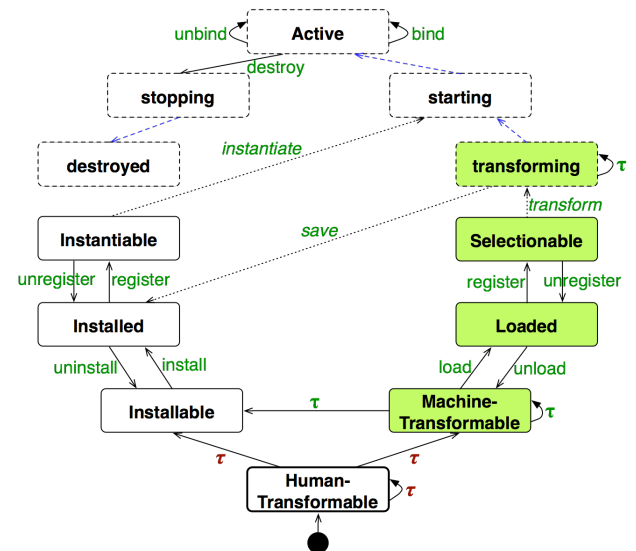 unbind
Active
bind
destroy
stopping
starting
destroyed
instantiate
transforming
τ
transform
Instantiable
save
Selectionable
unregister
register
register
unregister
Installed
Loaded
uninstall
install
load
unload
Installable
τ
Machine-
Transformable
τ
τ
τ
Human-
Transformable
τ